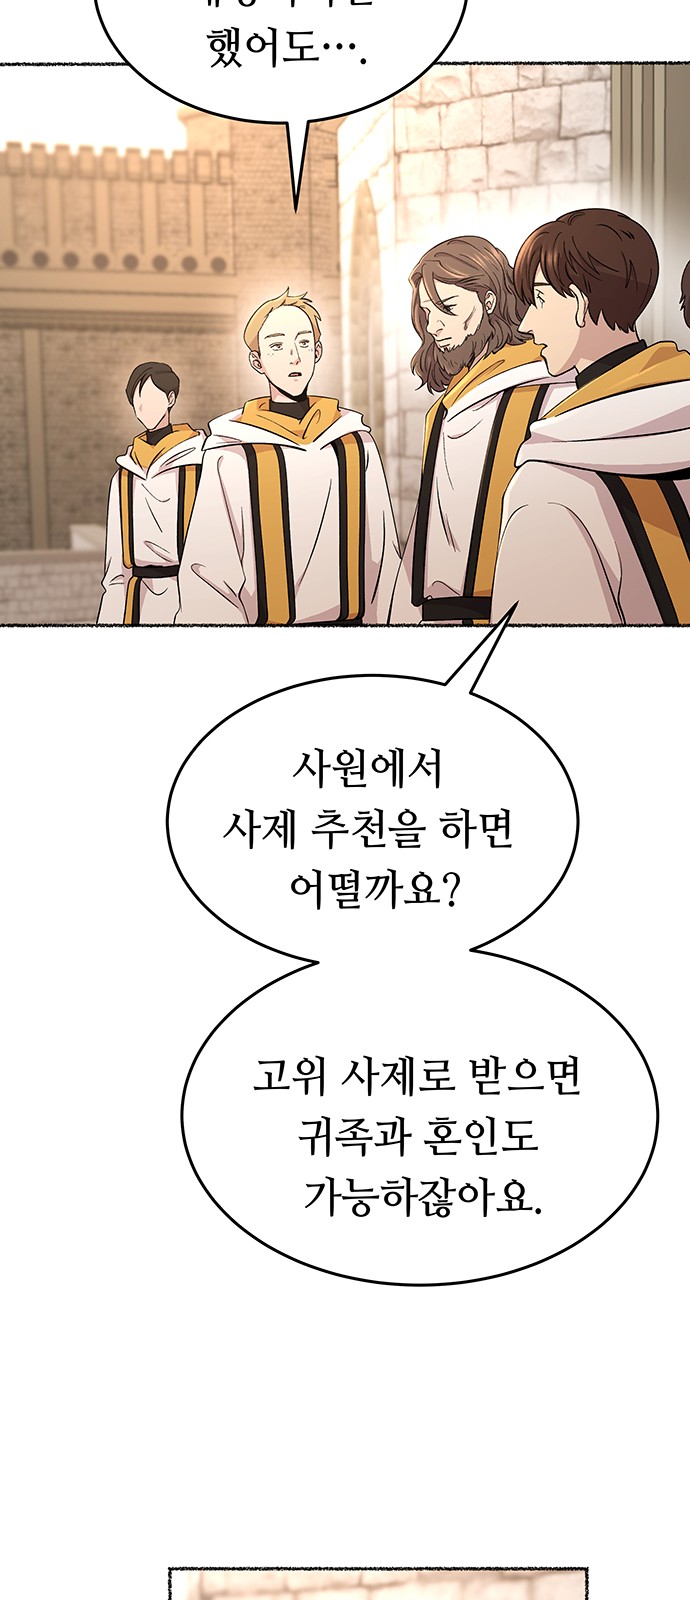 했어도….
사원에서
사제 추천을 하면
어떨까요?
고위 사제로 받으면
귀족과 혼인도
가능하잖아요.